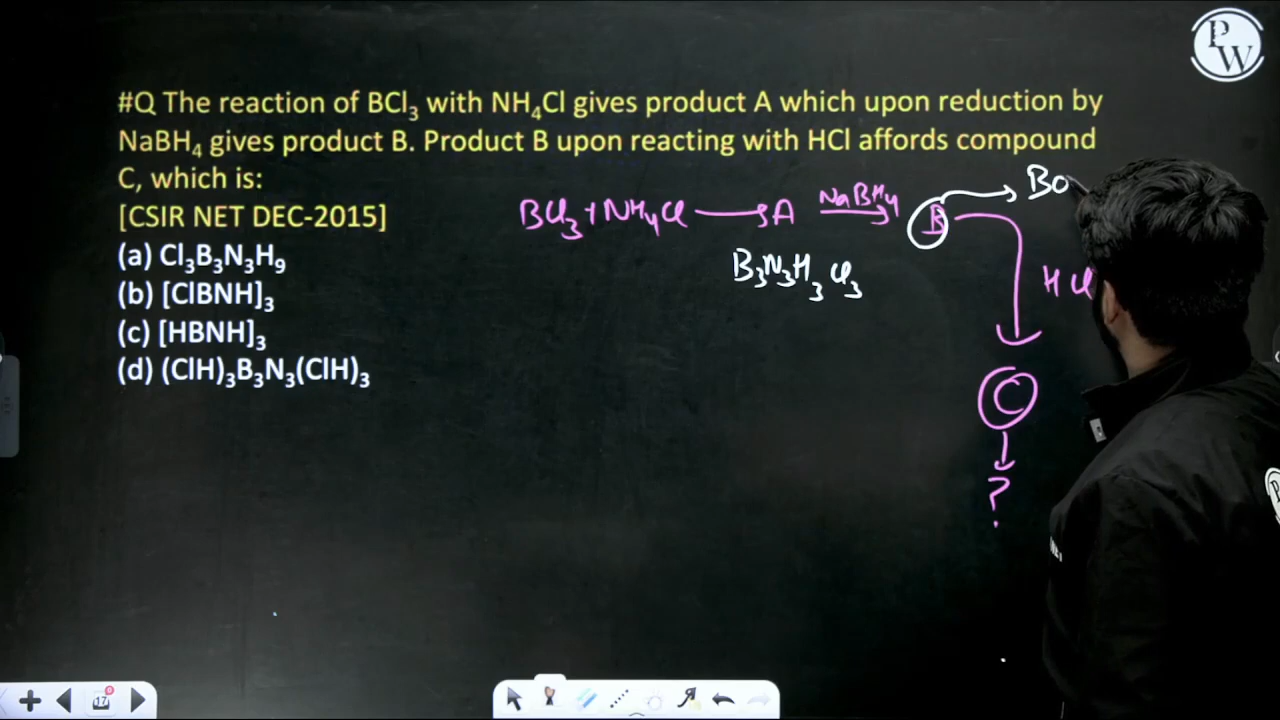 PW
#Q The reaction of BCl₃ with NH₄Cl gives product A which upon reduction by
NaBH₄ gives product B. Product B upon reacting with HCl affords compound
C, which is:
[CSIR NET DEC-2015]
BCl₃ + NH₄Cl ⟶ A NaBH₄ ⟶ B → Bo
(a) Cl₃B₃N₃H₉
B₃N₃H₃Cl₃
HCl
(b) [ClBNH]₃
(c) [HBNH]₃
(d) (ClH)₃B₃N₃(ClH)₃
C
?
17